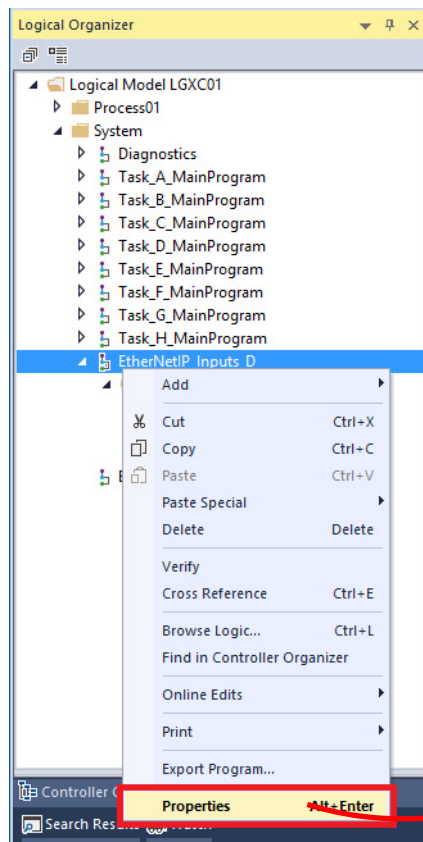 Logical Organizer
Logical Model LGXC01
Process01
System
Diagnostics
Task_A_MainProgram
Task_B_MainProgram
Task_C_MainProgram
Task_D_MainProgram
Task_E_MainProgram
Task_F_MainProgram
Task_G_MainProgram
Task_H_MainProgram
EtherNetIP_Inputs_D
Add
Cut Ctrl+X
Copy Ctrl+C
Paste Ctrl+V
Paste Special
Delete Delete
Verify
Cross Reference Ctrl+E
Browse Logic... Ctrl+L
Find in Controller Organizer
Online Edits
Print
Export Program...
Controller
Properties Alt+Enter
Search